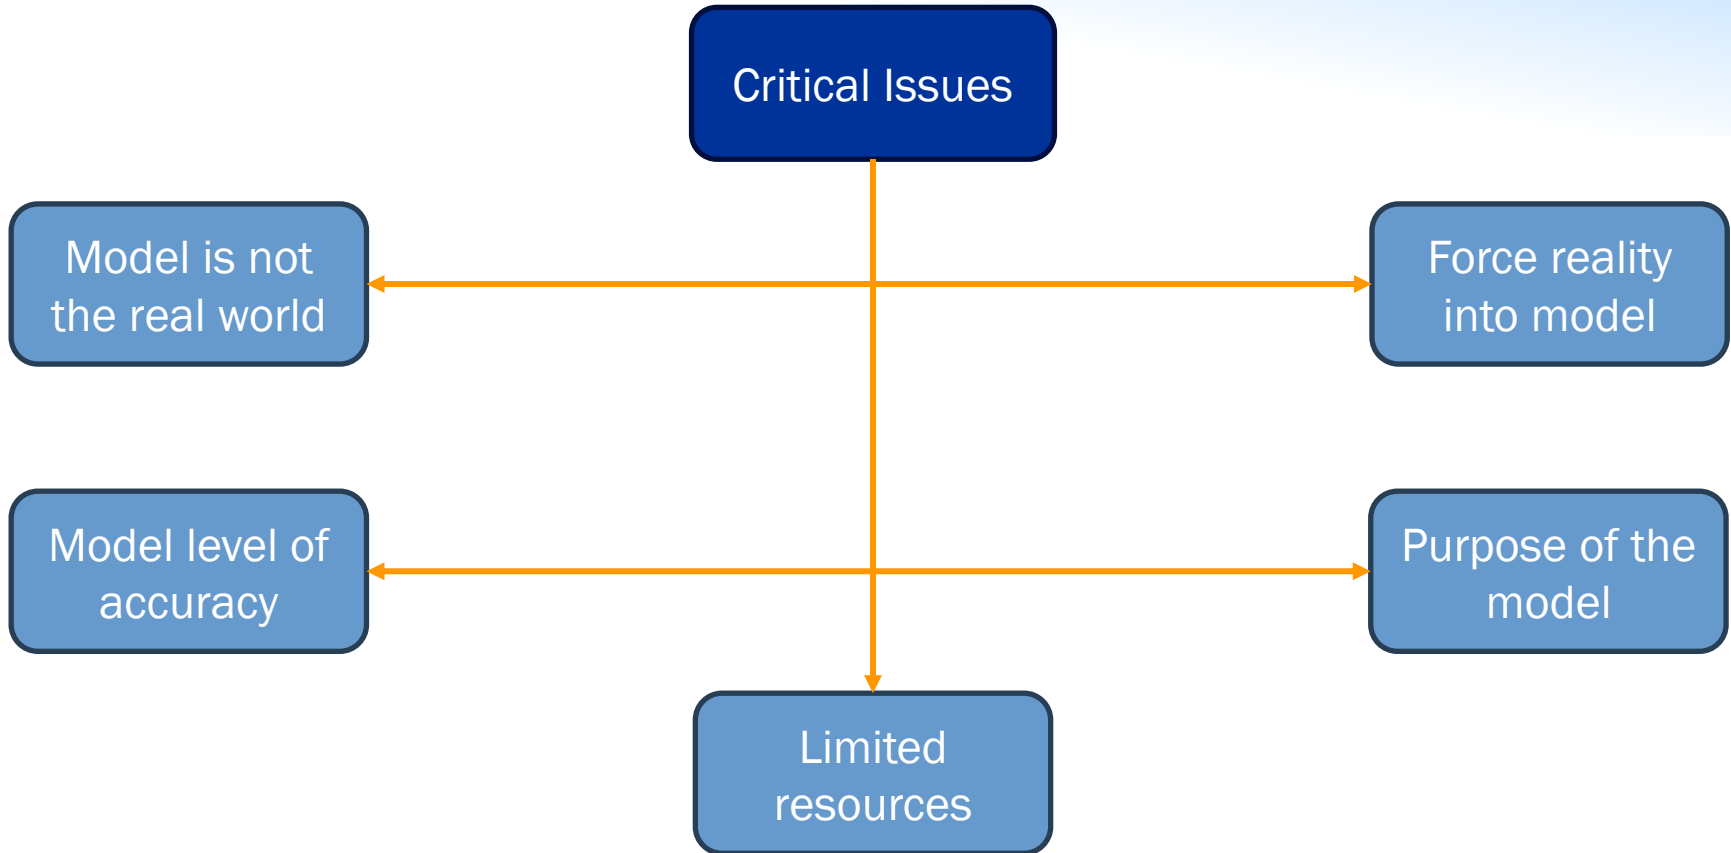 Critical Issues
Model is not
the real world
Force reality
into model
Model level of
accuracy
Purpose of the
model
Limited
resources